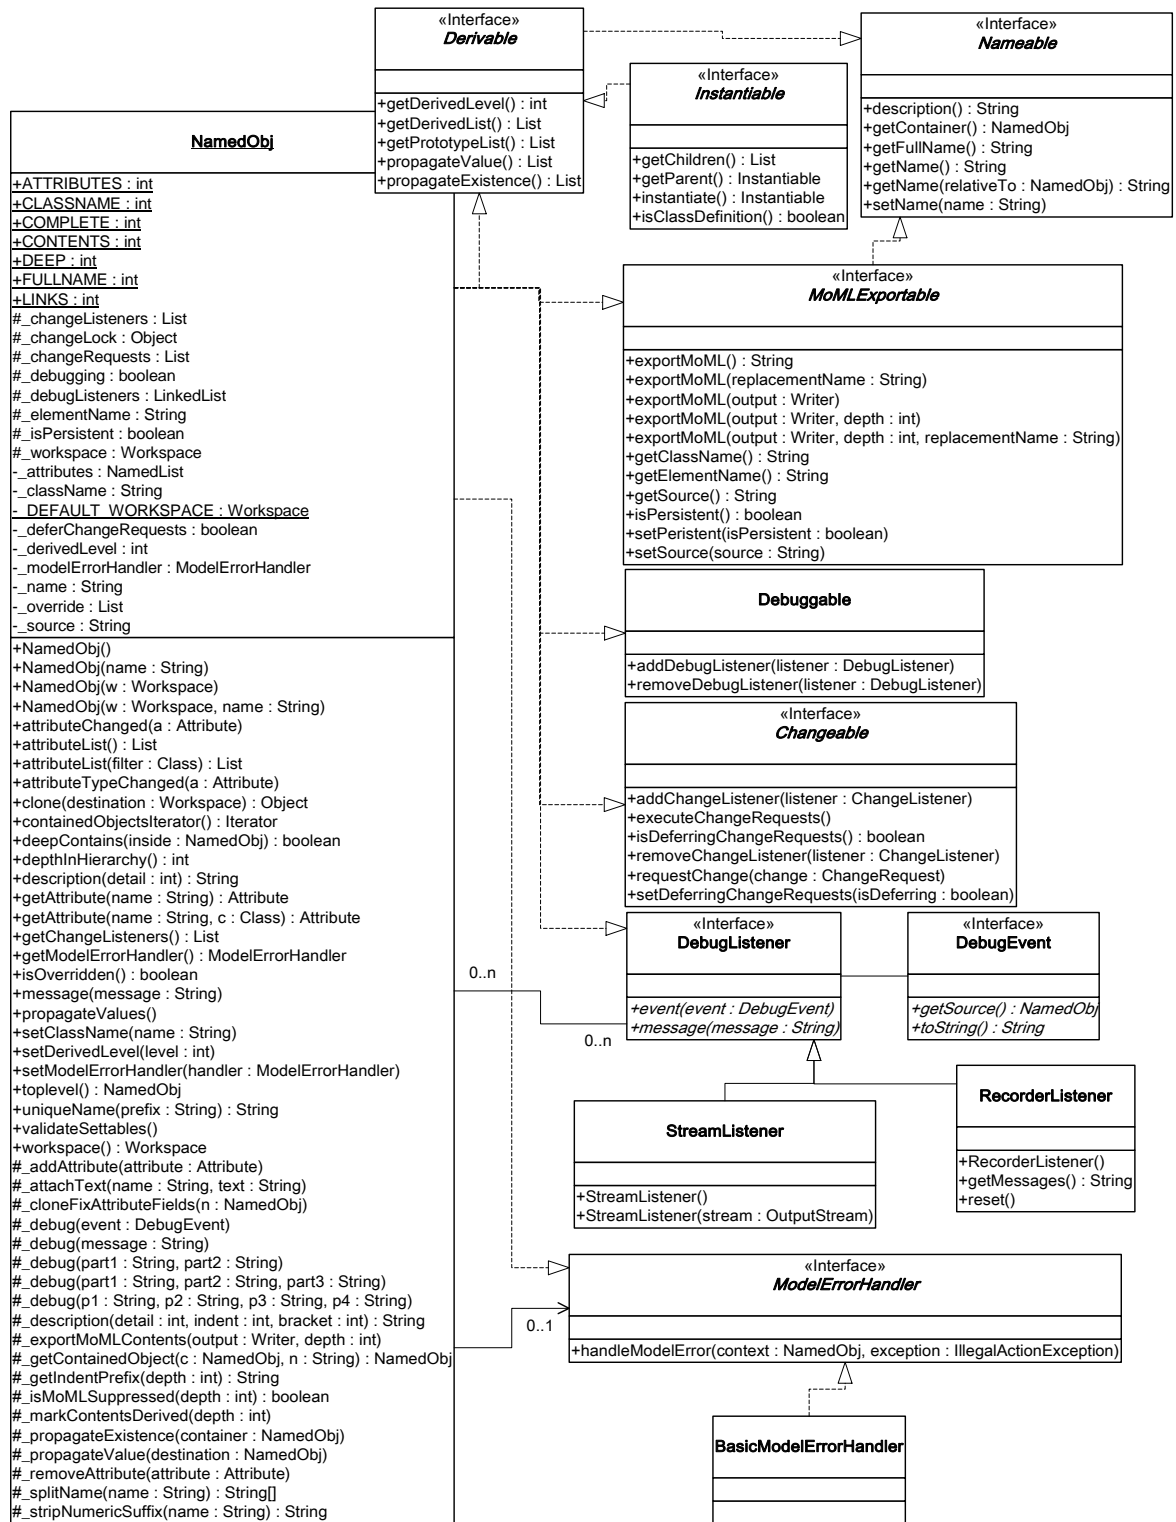 «Interface»
Derivable
+getDerivedLevel() : int
+getDerivedList() : List
+getPrototypeList() : List
+propagateValue() : List
+propagateExistence() : List
«Interface»
Nameable
+description() : String
+getContainer() : NamedObj
+getFullName() : String
+getName() : String
+getName(relativeTo : NamedObj) : String
+setName(name : String)
«Interface»
Instantiable
+getChildren() : List
+getParent() : Instantiable
+instantiate() : Instantiable
+isClassDefinition() : boolean
NamedObj
+ATTRIBUTES : int
+CLASSNAME : int
+COMPLETE : int
+CONTENTS : int
+DEEP : int
+FULLNAME : int
+LINKS : int
#_changeListeners : List
#_changeLock : Object
#_changeRequests : List
#_debugging : boolean
#_debugListeners : LinkedList
#_elementName : String
#_isPersistent : boolean
#_workspace : Workspace
-_attributes : NamedList
-_className : String
-_DEFAULT_WORKSPACE : Workspace
-_deferChangeRequests : boolean
-_derivedLevel : int
-_modelErrorHandler : ModelErrorHandler
-_name : String
-_override : List
-_source : String
+NamedObj()
+NamedObj(name : String)
+NamedObj(w : Workspace)
+NamedObj(w : Workspace, name : String)
+attributeChanged(a : Attribute)
+attributeList() : List
+attributeList(filter : Class) : List
+attributeTypeChanged(a : Attribute)
+clone(destination : Workspace) : Object
+containedObjectsIterator() : Iterator
+deepContains(inside : NamedObj) : boolean
+depthInHierarchy() : int
+description(detail : int) : String
+getAttribute(name : String) : Attribute
+getAttribute(name : String, c : Class) : Attribute
+getChangeListeners() : List
+getModelErrorHandler() : ModelErrorHandler
+isOverridden() : boolean
+message(message : String)
+propagateValues()
+setClassName(name : String)
+setDerivedLevel(level : int)
+setModelErrorHandler(handler : ModelErrorHandler)
+toplevel() : NamedObj
+uniqueName(prefix : String) : String
+validateSettables()
+workspace() : Workspace
#_addAttribute(attribute : Attribute)
#_attachText(name : String, text : String)
#_cloneFixAttributeFields(n : NamedObj)
#_debug(event : DebugEvent)
#_debug(message : String)
#_debug(part1 : String, part2 : String)
#_debug(part1 : String, part2 : String, part3 : String)
#_debug(p1 : String, p2 : String, p3 : String, p4 : String)
#_description(detail : int, indent : int, bracket : int) : String
#_exportMoMLContents(output : Writer, depth : int)
#_getContainedObject(c : NamedObj, n : String) : NamedObj
#_getIndentPrefix(depth : int) : String
#_isMoMLSuppressed(depth : int) : boolean
#_markContentsDerived(depth : int)
#_propagateExistence(container : NamedObj)
#_propagateValue(destination : NamedObj)
#_removeAttribute(attribute : Attribute)
#_splitName(name : String) : String[]
#_stripNumericSuffix(name : String) : String
«Interface»
MoMLExportable
+exportMoML() : String
+exportMoML(replacementName : String)
+exportMoML(output : Writer)
+exportMoML(output : Writer, depth : int)
+exportMoML(output : Writer, depth : int, replacementName : String)
+getClassName() : String
+getElementName() : String
+getSource() : String
+isPersistent() : boolean
+setPeristent(isPersistent : boolean)
+setSource(source : String)
Debuggable
+addDebugListener(listener : DebugListener)
+removeDebugListener(listener : DebugListener)
«Interface»
Changeable
+addChangeListener(listener : ChangeListener)
+executeChangeRequests()
+isDeferringChangeRequests() : boolean
+removeChangeListener(listener : ChangeListener)
+requestChange(change : ChangeRequest)
+setDeferringChangeRequests(isDeferring : boolean)
«Interface»
DebugListener
+event(event : DebugEvent)
+message(message : String)
«Interface»
DebugEvent
+getSource() : NamedObj
+toString() : String
0..n
0..n
StreamListener
+StreamListener()
+StreamListener(stream : OutputStream)
RecorderListener
+RecorderListener()
+getMessages() : String
+reset()
«Interface»
ModelErrorHandler
+handleModelError(context : NamedObj, exception : IllegalActionException)
0..1
BasicModelErrorHandler